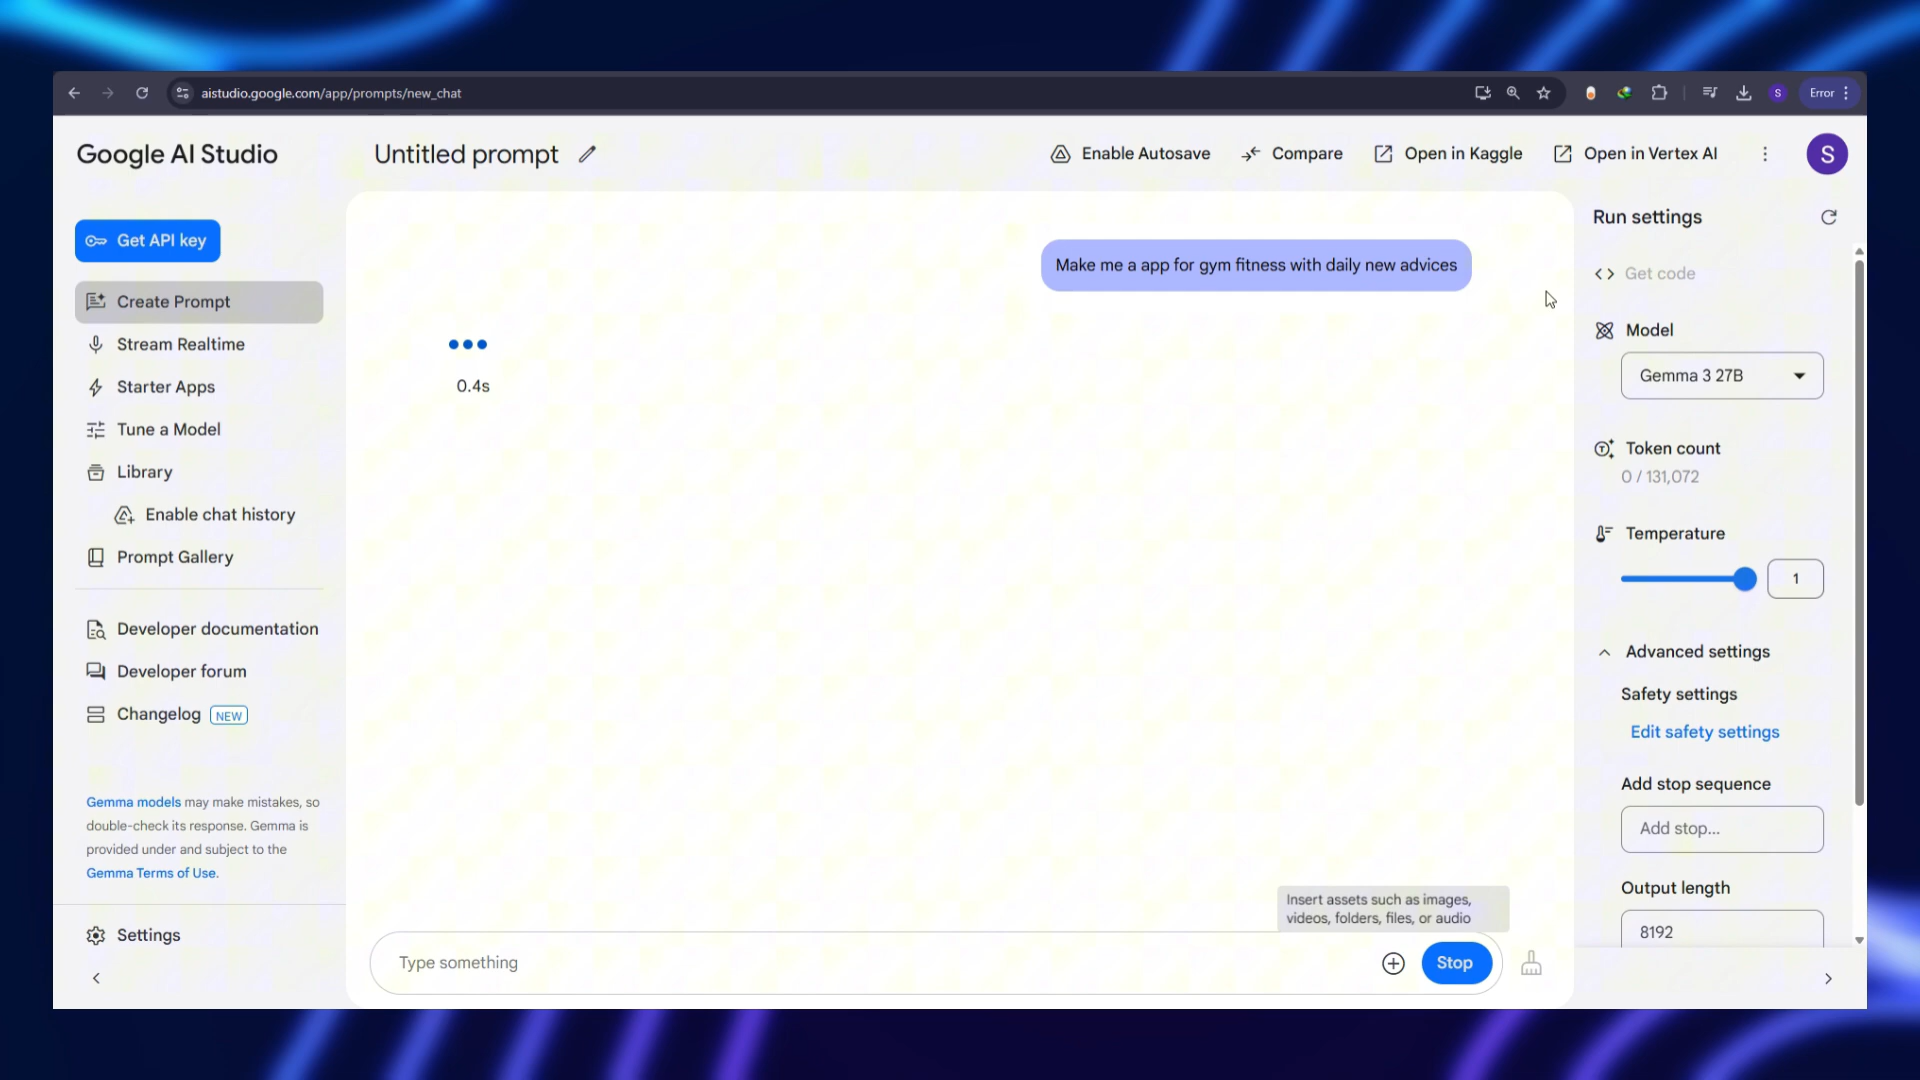 aistudio.google.com/app/prompts/new_chat
S
Error
Google AI Studio
Untitled prompt
Enable Autosave
Compare
Open in Kaggle
Open in Vertex AI
S
Get API key
Create Prompt
Stream Realtime
Starter Apps
Tune a Model
Library
Enable chat history
Prompt Gallery
Developer documentation
Developer forum
Changelog NEW
Gemma models may make mistakes, so
double-check its response. Gemma is
provided under and subject to the
Gemma Terms of Use.
Settings
Make me a app for gym fitness with daily new advices
0.4s
Insert assets such as images,
videos, folders, files, or audio
Type something
Stop
Run settings
Get code
Model
Gemma 3 27B
Token count
0 / 131,072
Temperature
1
Advanced settings
Safety settings
Edit safety settings
Add stop sequence
Add stop...
Output length
8192